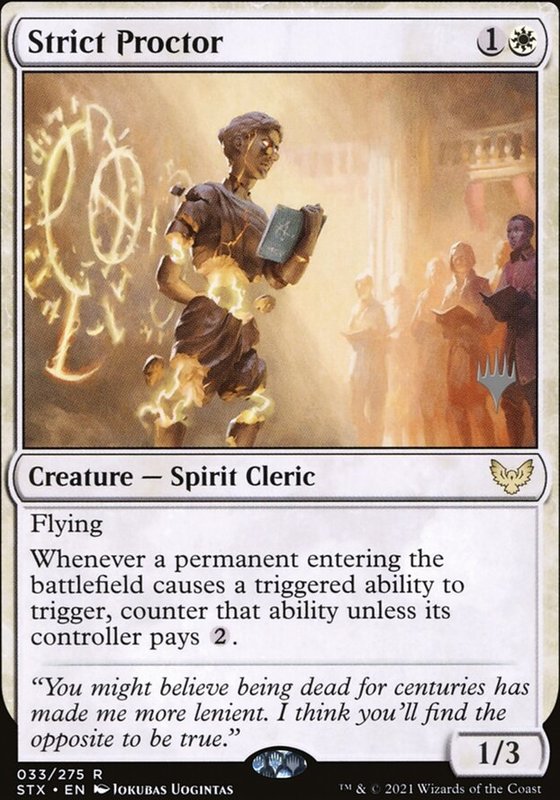 Strict Proctor 1
Creature — Spirit Cleric
Flying
Whenever a permanent entering the
battlefield causes a triggered ability to
trigger, counter that ability unless its
controller pays 2.
“You might believe being dead for centuries has
made me more lenient. I think you’ll find the
opposite to be true.”
1/3
033/275 R
STX • EN Jokubas Uogintas
™ & © 2021 Wizards of the Coast